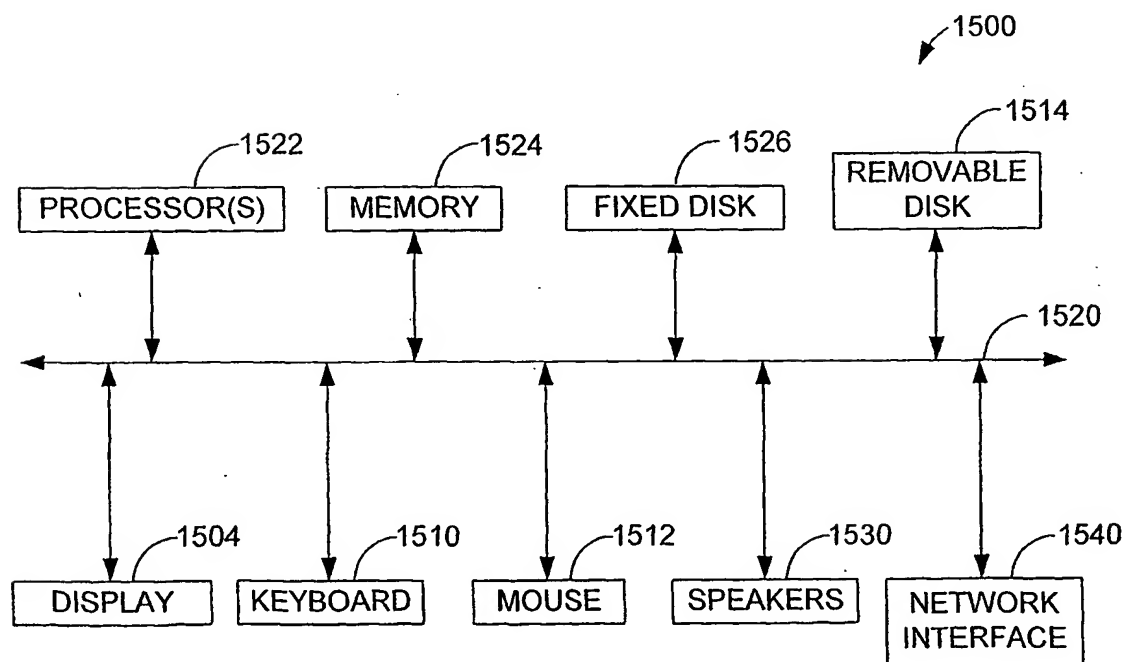 1500
1522
1524
1526
1514
PROCESSOR(S)
MEMORY
FIXED DISK
REMOVABLE
DISK
1520
1504
1510
1512
1530
1540
DISPLAY
KEYBOARD
MOUSE
SPEAKERS
NETWORK
INTERFACE